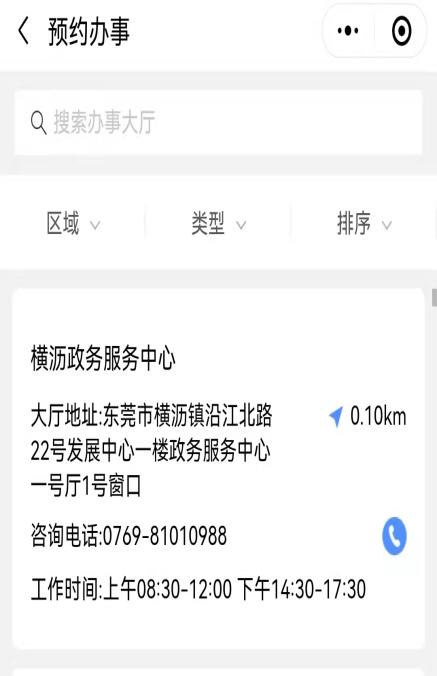 预约办事
搜索办事大厅
区域
类型
排序
横沥政务服务中心
大厅地址:东莞市横沥镇沿江北路
0.10km
22号发展中心一楼政务服务中心
一号厅1号窗口
咨询电话:0769-81010988
工作时间:上午08:30-12:00 下午14:30-17:30